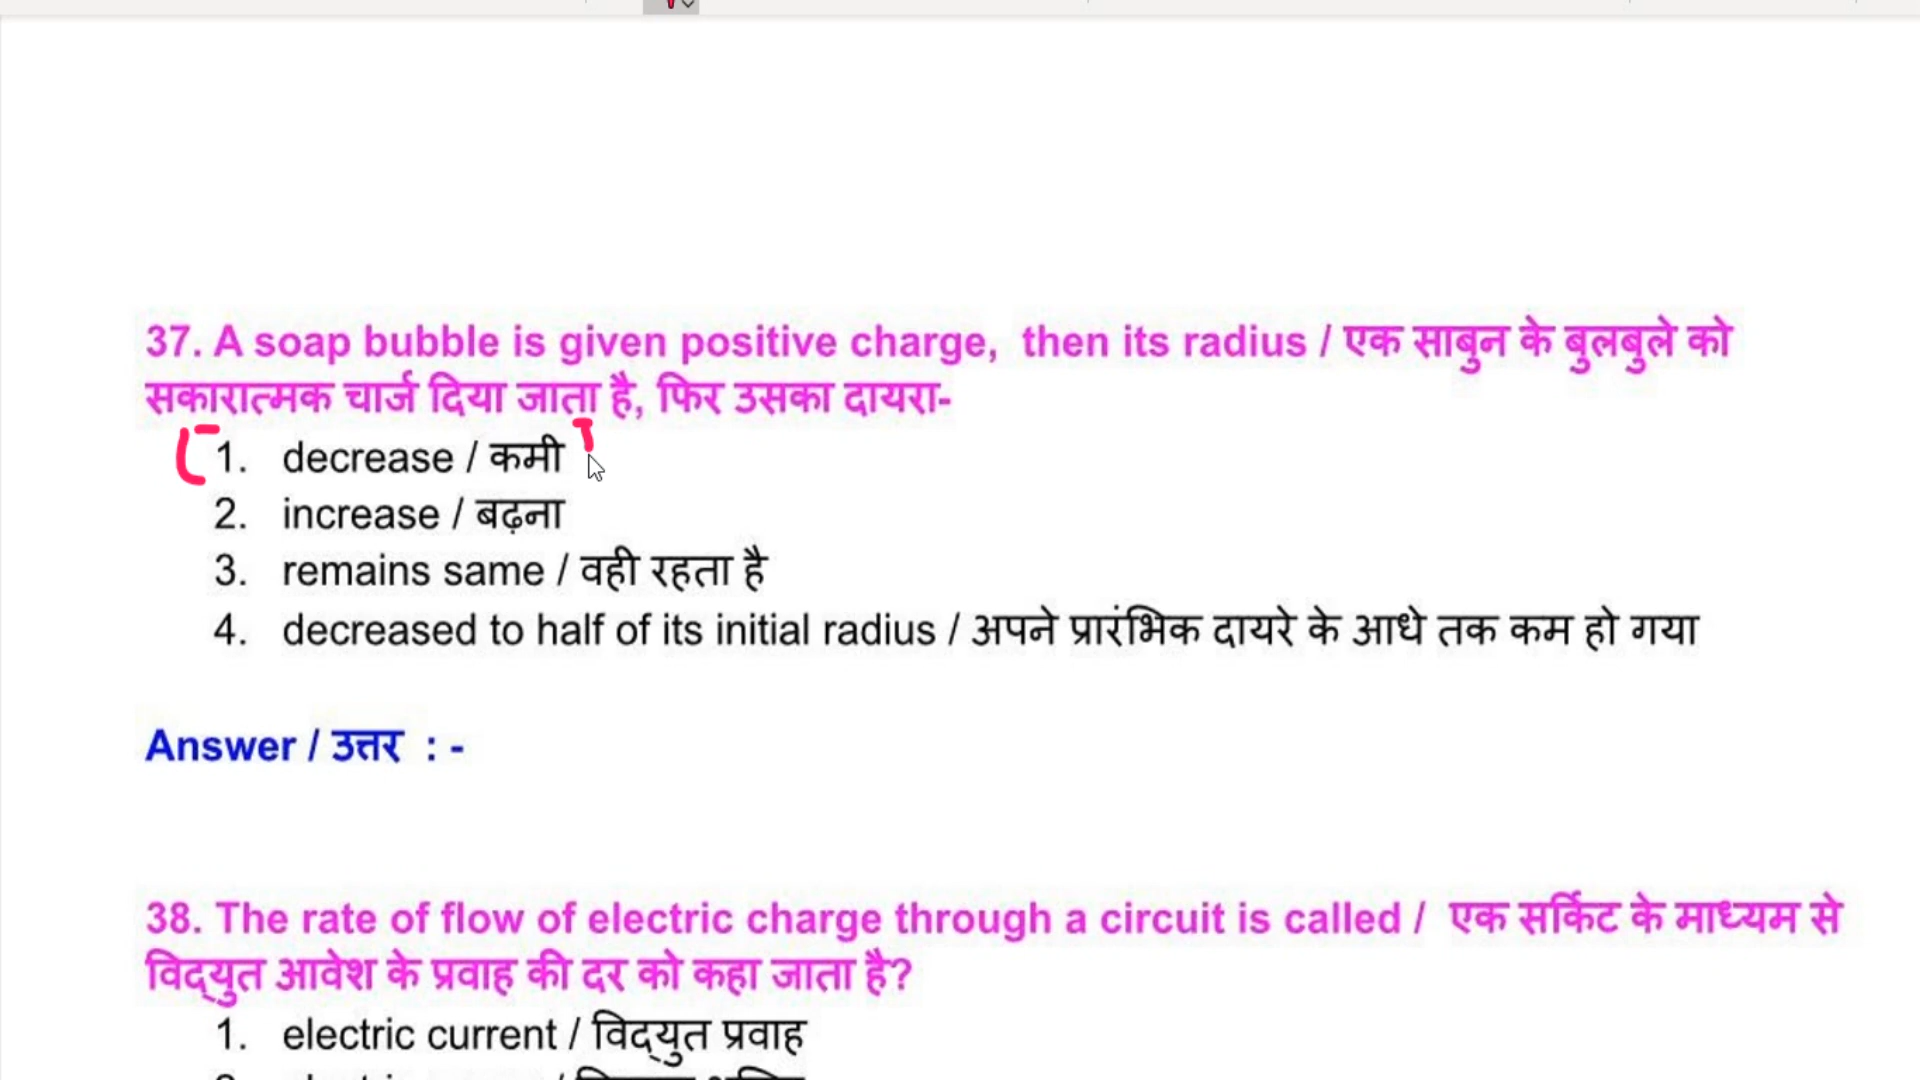 37. A soap bubble is given positive charge, then its radius / एक साबुन के बुलबुले को
सकारात्मक चार्ज दिया जाता है, फिर उसका दायरा-
1. decrease / कमी
2. increase / बढ़ना
3. remains same / वही रहता है
4. decreased to half of its initial radius / अपने प्रारंभिक दायरे के आधे तक कम हो गया
Answer / उत्तर : -
38. The rate of flow of electric charge through a circuit is called / एक सर्किट के माध्यम से
विद्युत आवेश के प्रवाह की दर को कहा जाता है?
1. electric current / विद्युत प्रवाह